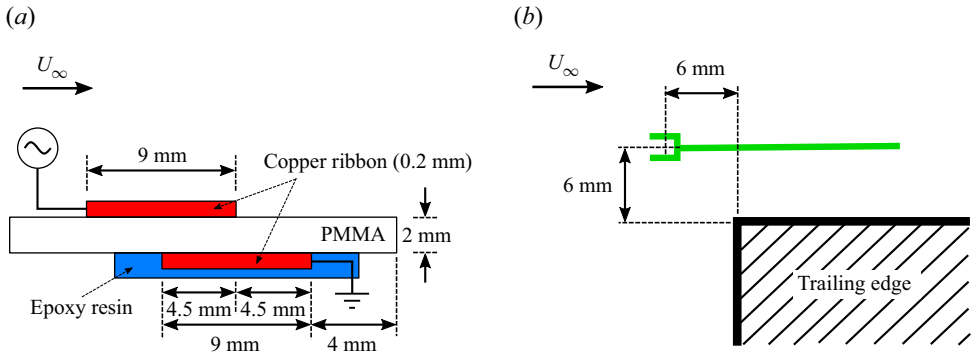 (a)
U∞
9 mm
Copper ribbon (0.2 mm)
PMMA
2 mm
Epoxy resin
4.5 mm 4.5 mm
9 mm
4 mm
(b)
U∞
6 mm
6 mm
Trailing edge